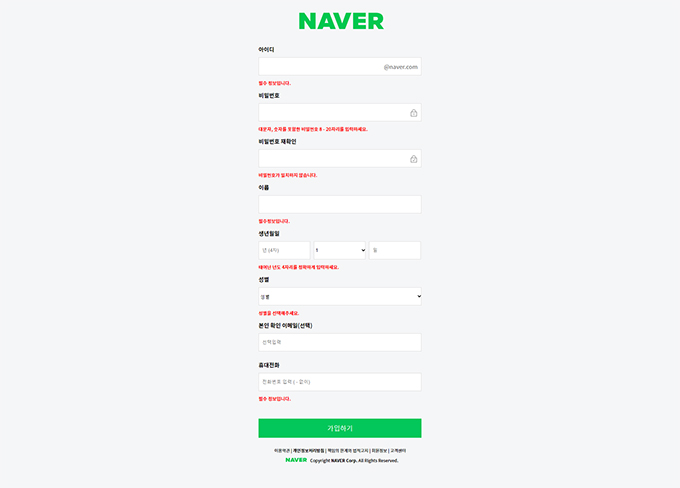 NAVER
아이디
@naver.com
필수 정보입니다.
비밀번호
대문자, 숫자를 포함한 비밀번호 8 - 20자리를 입력하세요.
비밀번호 재확인
비밀번호가 일치하지 않습니다.
이름
필수정보입니다.
생년월일
년 (4자) 1 일
태어난 년도 4자리를 정확하게 입력하세요.
성별
성별
성별을 선택해주세요.
본인 확인 이메일(선택)
선택입력
휴대전화
전화번호 입력 ( - 없이)
필수 정보입니다.
가입하기
이용약관 | 개인정보처리방침 | 책임의 한계와 법적고지 | 회원정보 | 고객센터
NAVER Copyright NAVER Corp. All Rights Reserved.